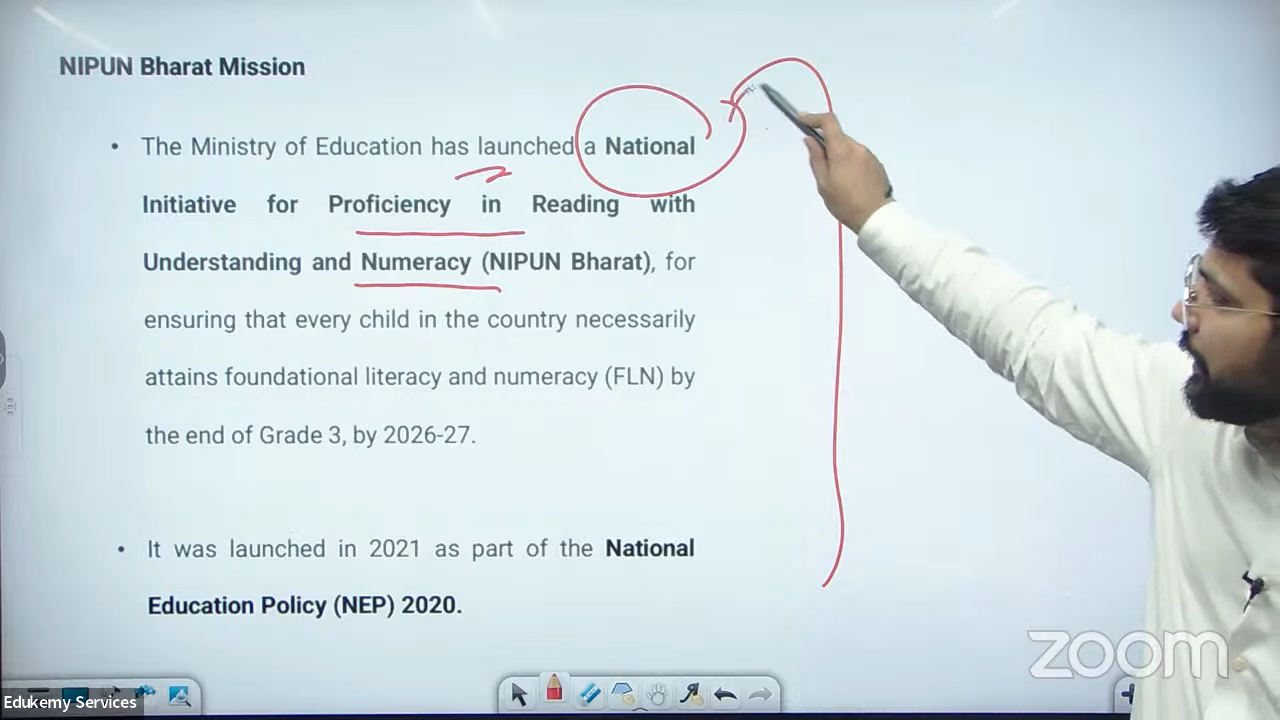 NIPUN Bharat Mission
• The Ministry of Education has launched a National
Initiative for Proficiency in Reading with
Understanding and Numeracy (NIPUN Bharat), for
ensuring that every child in the country necessarily
attains foundational literacy and numeracy (FLN) by
the end of Grade 3, by 2026-27.
• It was launched in 2021 as part of the National
Education Policy (NEP) 2020.
zoom
Edukemy Services